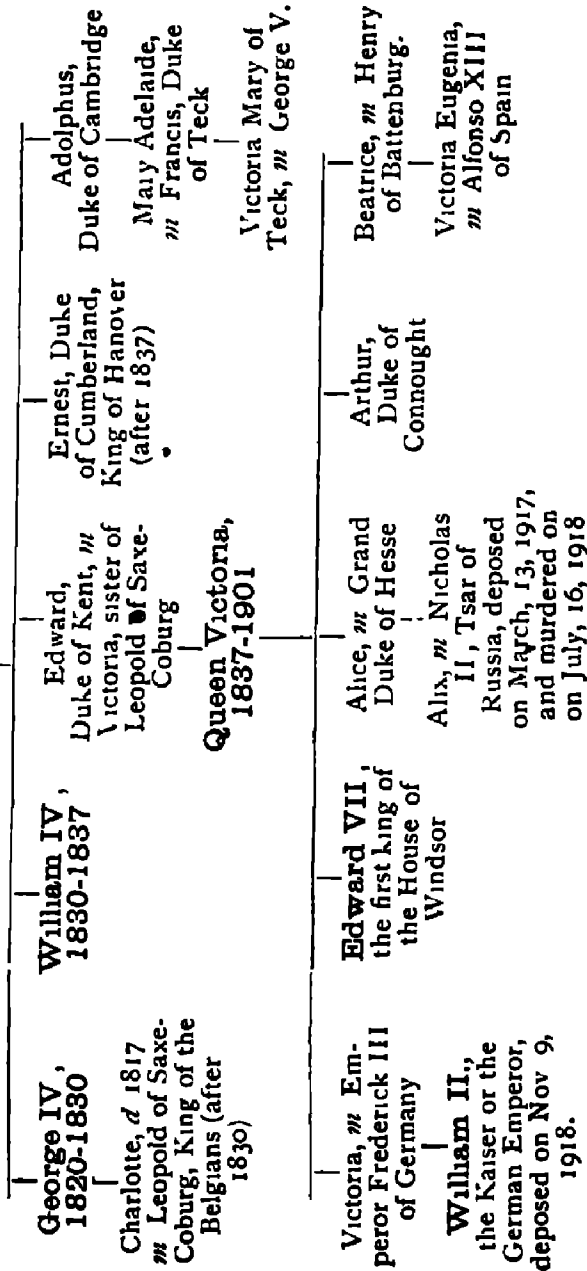 George IV,
1820-1830
Charlotte, d 1817
m Leopold of Saxe-
Coburg, King of the
Belgians (after
1830)
William IV,
1830-1837
Edward,
Duke of Kent, m
Victoria, sister of
Leopold of Saxe-
Coburg
Queen Victoria,
1837-1901
Ernest, Duke
of Cumberland,
King of Hanover
(after 1837)
Adolphus,
Duke of Cambridge
Mary Adelaide,
m Francis, Duke
of Teck
Victoria Mary of
Teck, m George V.
Victoria, m Em-
peror Frederick III
of Germany
William II.,
the Kaiser or the
German Emperor,
deposed on Nov 9,
1918.
Edward VII,
the first king of
the House of
Windsor
Alice, m Grand
Duke of Hesse
Alix, m Nicholas
II, Tsar of
Russia, deposed
on March, 13, 1917,
and murdered on
on July, 16, 1918
Arthur,
Duke of
Connought
Beatrice, m Henry
of Battenburg.
Victoria Eugenia,
m Alfonso XIII
of Spain